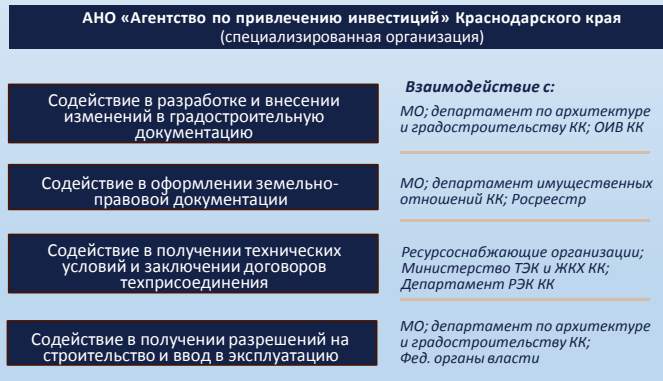 АНО «Агентство по привлечению инвестиций» Краснодарского края
(специализированная организация)
Взаимодействие с:
Содействие в разработке и внесении
изменений в градостроительную
документацию
МО; департамент по архитектуре
и градостроительству КК; ОИВ КК
Содействие в оформлении земельно-
правовой документации
МО; департамент имущественных
отношений КК; Росреестр
Содействие в получении технических
условий и заключении договоров
техприсоединения
Ресурсоснабжающие организации;
Министерство ТЭК и ЖКХ КК;
Департамент РЭК КК
Содействие в получении разрешений на
строительство и ввод в эксплуатацию
МО; департамент по архитектуре
и градостроительству КК;
Фед. органы власти